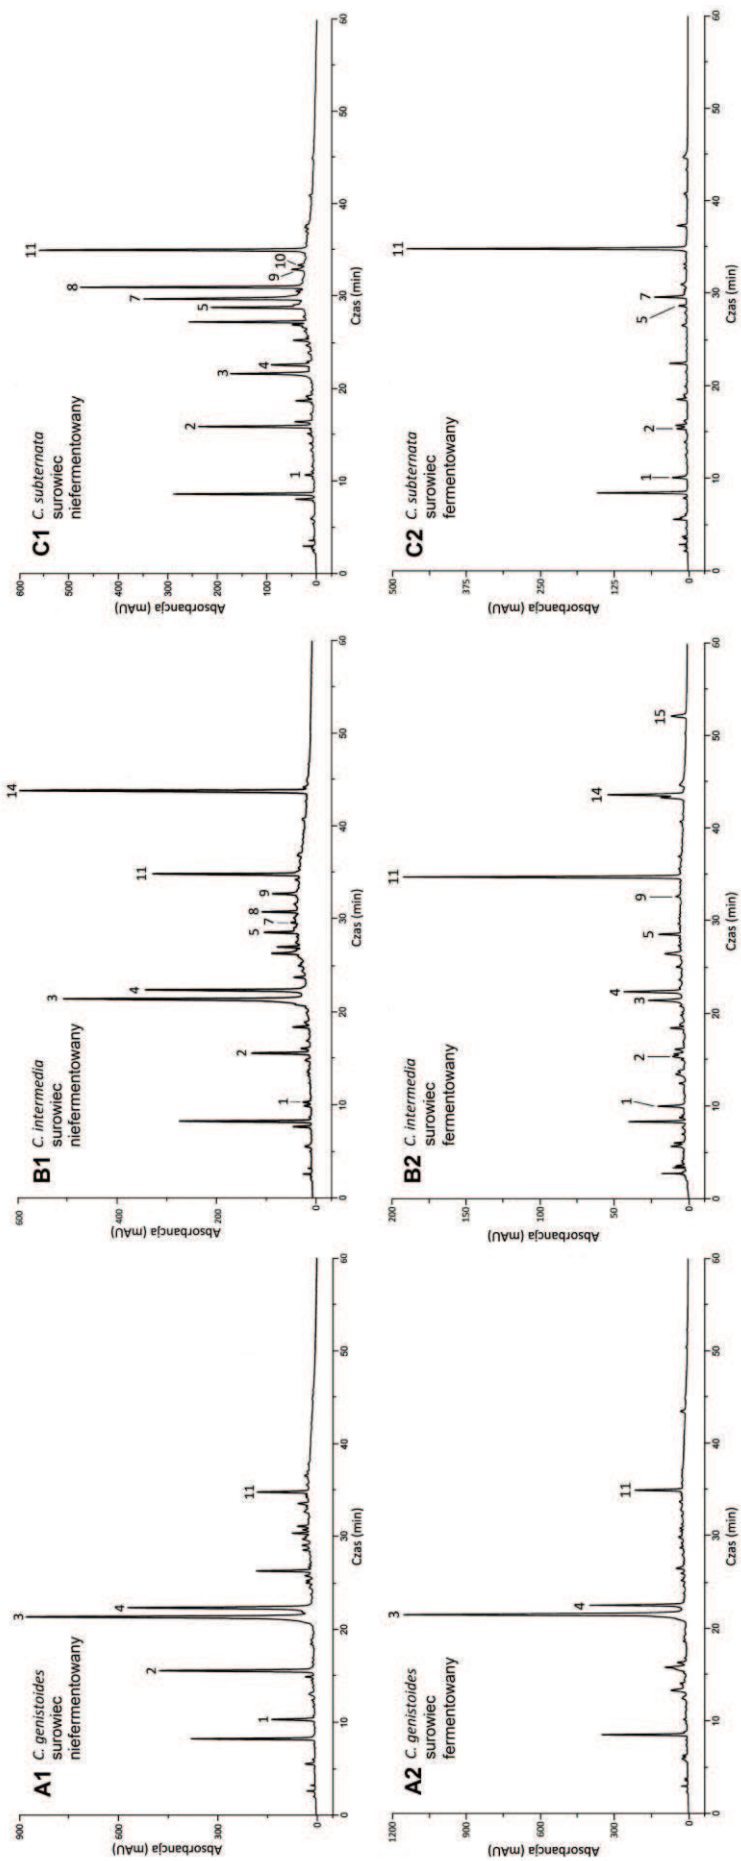 A1 C. genistoides
surowiec
niefermentowany
Absorbancja (mAU)
900
600
300
0
1
2
3
4
11
0 10 20 30 40 50 60
Czas (min)
B1 C. intermedia
surowiec
niefermentowany
Absorbancja (mAU)
600
400
200
0
1
2
3
4
5
7
8
9
11
14
0 10 20 30 40 50 60
Czas (min)
C1 C. subternata
surowiec
niefermentowany
Absorbancja (mAU)
600
500
400
300
200
100
0
1
2
3
4
5
7
8
9
10
11
0 10 20 30 40 50 60
Czas (min)
A2 C. genistoides
surowiec
fermentowany
Absorbancja (mAU)
1200
900
600
300
0
3
4
11
0 10 20 30 40 50 60
Czas (min)
B2 C. intermedia
surowiec
fermentowany
Absorbancja (mAU)
200
150
100
50
0
1
2
3
4
5
9
11
14
15
0 10 20 30 40 50 60
Czas (min)
C2 C. subternata
surowiec
fermentowany
Absorbancja (mAU)
500
375
250
125
0
1
2
5
7
11
0 10 20 30 40 50 60
Czas (min)